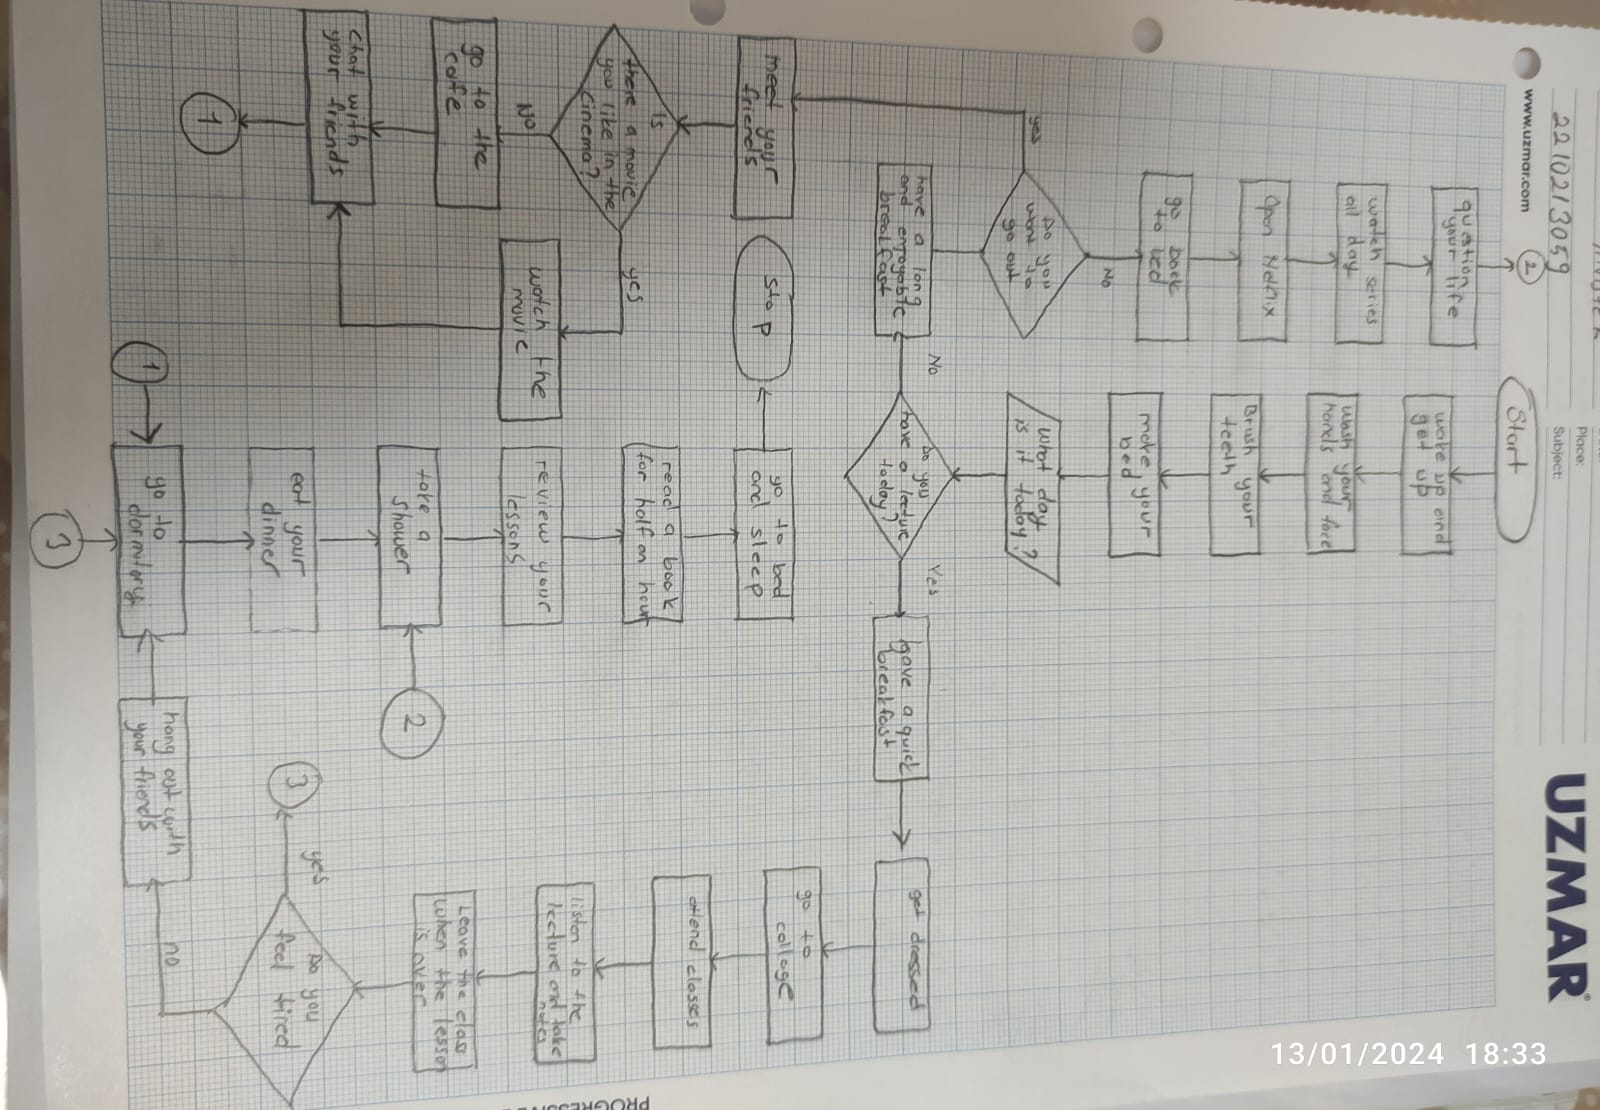 Place:
Subject:
2210213059
www.uzmar.com
UZMAR®
Start
wake up and
get up
wash your
hands and face
Brush your
teeth
make your
bed
what day
is it today?
Do you
have a lecture
today?
No
Yes
have a long
and enjoyable
breakfast
Do you
want to
go out
No
yes
go back
to bed
Open Netflix
watch series
all day
question
your life
2
meet your
friends
Is
there a movie
you like in the
cinema?
No
yes
go to the
cafe
watch the
movie
chat with
your friends
1
have a quick
breakfast
get dressed
go to
collage
attend classes
listen to the
lecture and take
notes
Leave the class
when the lesson
is over
Do you
feel tired
yes
no
3
hang out with
your friends
1
3
go to
dormitory
eat your
dinner
take a
shower
2
review your
lessons
read a book
for half an hour
go to bed
and sleep
Stop
13/01/2024 18:33